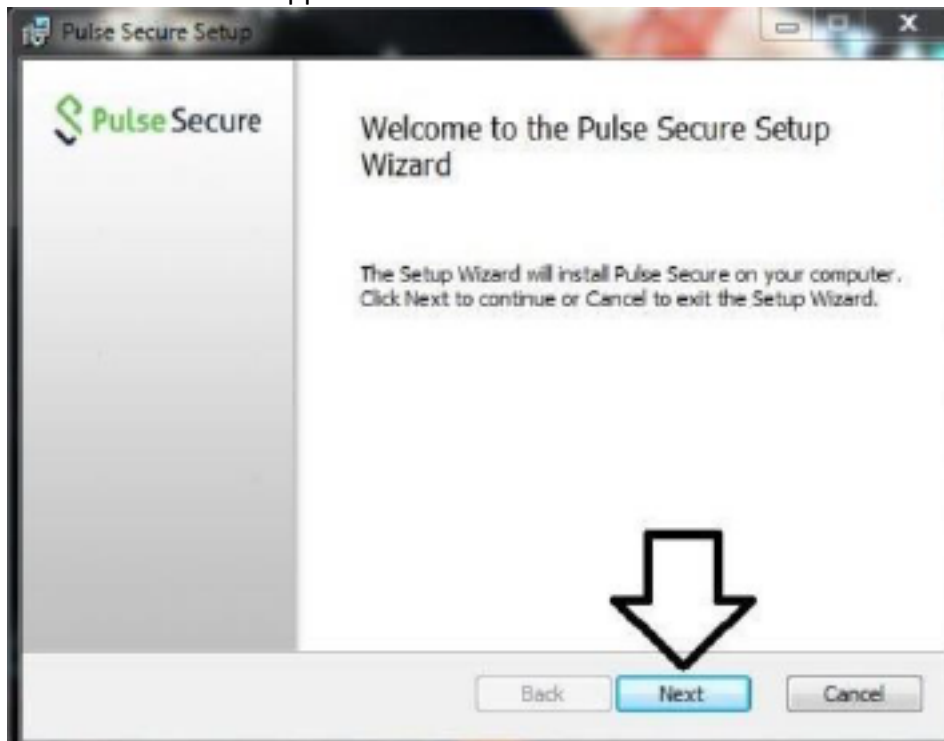 Pulse Secure Setup
Pulse Secure
Welcome to the Pulse Secure Setup
Wizard
The Setup Wizard will install Pulse Secure on your computer.
Click Next to continue or Cancel to exit the Setup Wizard.
Back Next Cancel